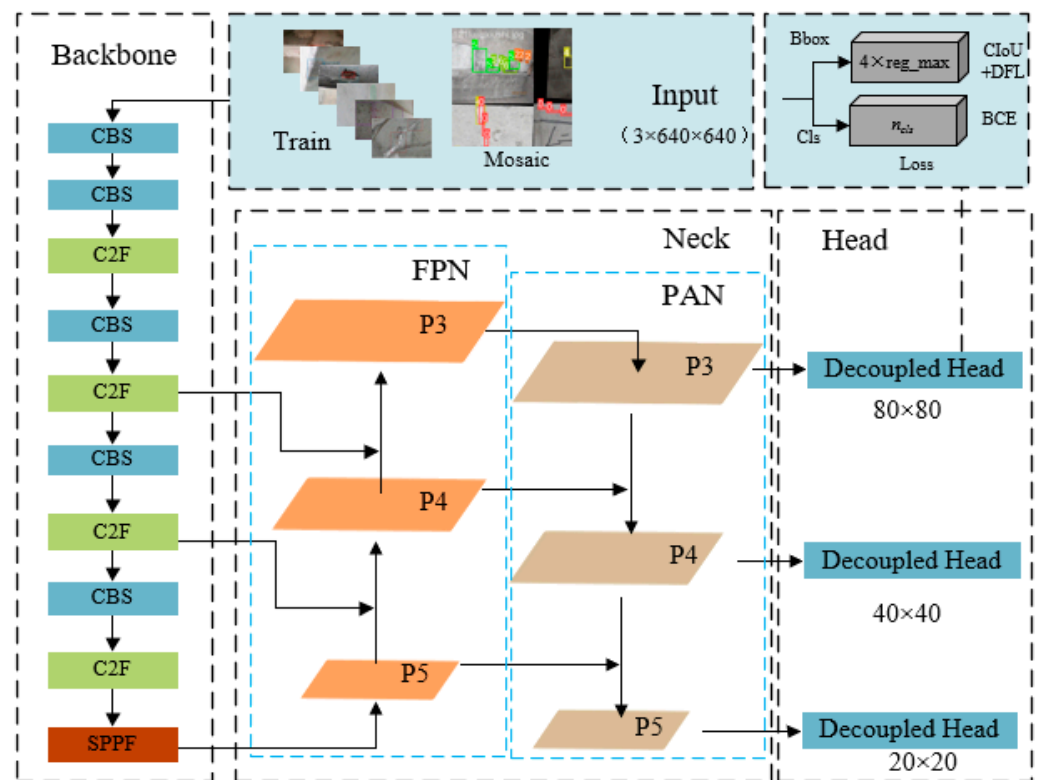 Backbone
CBS
CBS
C2F
CBS
C2F
CBS
C2F
CBS
C2F
SPPF
Train
Mosaic
Input
(3×640×640)
Bbox
4×reg_max
CIoU
+DFL
Cls
n_cls
BCE
Loss
Neck
FPN
P3
P4
P5
PAN
P3
P4
P5
Head
Decoupled Head
80×80
Decoupled Head
40×40
Decoupled Head
20×20